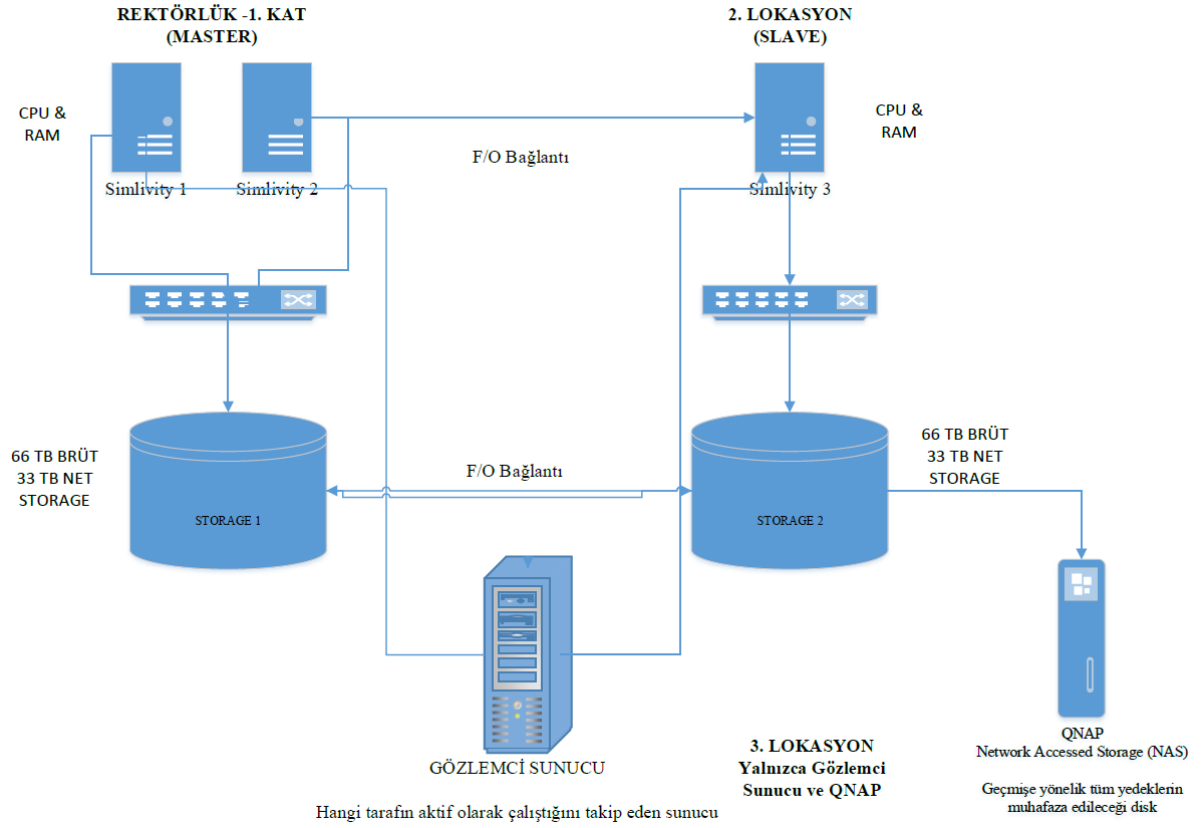 REKTÖRLÜK -1. KAT
(MASTER)
2. LOKASYON
(SLAVE)
CPU &
RAM
CPU &
RAM
F/O Bağlantı
Simlivity 1
Simlivity 2
Simlivity 3
66 TB BRÜT
33 TB NET
STORAGE
F/O Bağlantı
66 TB BRÜT
33 TB NET
STORAGE
STORAGE 1
STORAGE 2
GÖZLEMCİ SUNUCU
Hangi tarafın aktif olarak çalıştığını takip eden sunucu
3. LOKASYON
Yalnızca Gözlemci
Sunucu ve QNAP
QNAP
Network Accessed Storage (NAS)
Geçmişe yönelik tüm yedeklerin
muhafaza edileceği disk